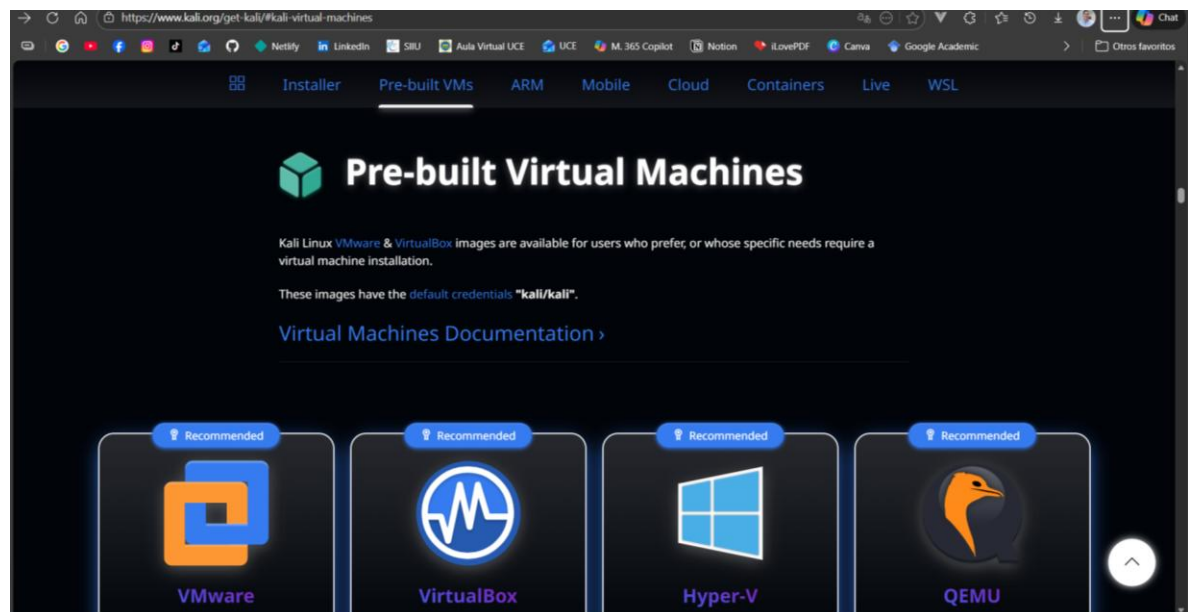 https://www.kali.org/get-kali/#kali-virtual-machines
Chat
Netlify LinkedIn SIIU Aula Virtual UCE UCE M. 365 Copilot Notion iLovePDF Canva Google Academic Otros favoritos
Installer Pre-built VMs ARM Mobile Cloud Containers Live WSL
Pre-built Virtual Machines
Kali Linux VMware & VirtualBox images are available for users who prefer, or whose specific needs require a
virtual machine installation.
These images have the default credentials "kali/kali".
Virtual Machines Documentation ›
Recommended Recommended Recommended Recommended
VMware VirtualBox Hyper-V QEMU